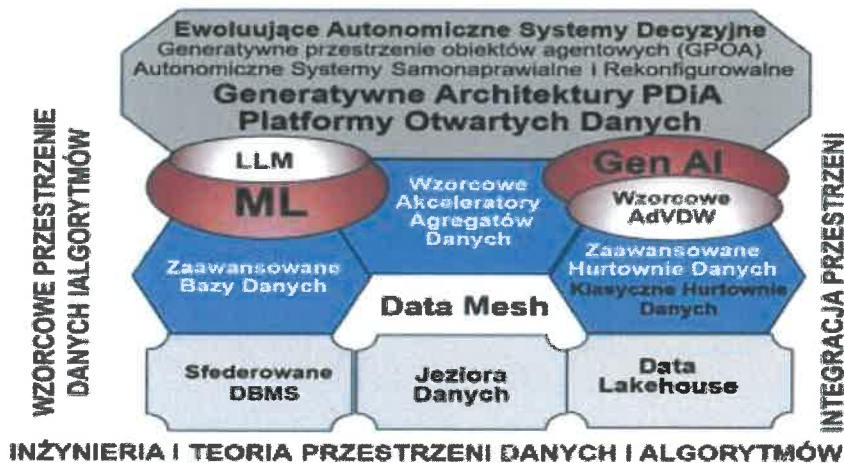 Ewoluujące Autonomiczne Systemy Decyzyjne
Generatywne przestrzenie obiektów agentowych (GPOA)
Autonomiczne Systemy Samonaprawialne i Rekonfigurowalne
Generatywne Architektury PDiA
Platformy Otwartych Danych
LLM
ML
Wzorcowe
Akceleratory
Agregatów
Danych
Gen AI
Wzorcowe
AdVDW
Zaawansowane
Bazy Danych
Zaawansowane
Hurtownie Danych
Klasyczne Hurtownie
Danych
Data Mesh
Sfederowane
DBMS
Jeziora
Danych
Data
Lakehouse
WZORCOWE PRZESTRZENIE
DANYCH IALGORYTMÓW
INTEGRACJA PRZESTRZENI
INŻYNIERIA I TEORIA PRZESTRZENI DANYCH I ALGORYTMÓW